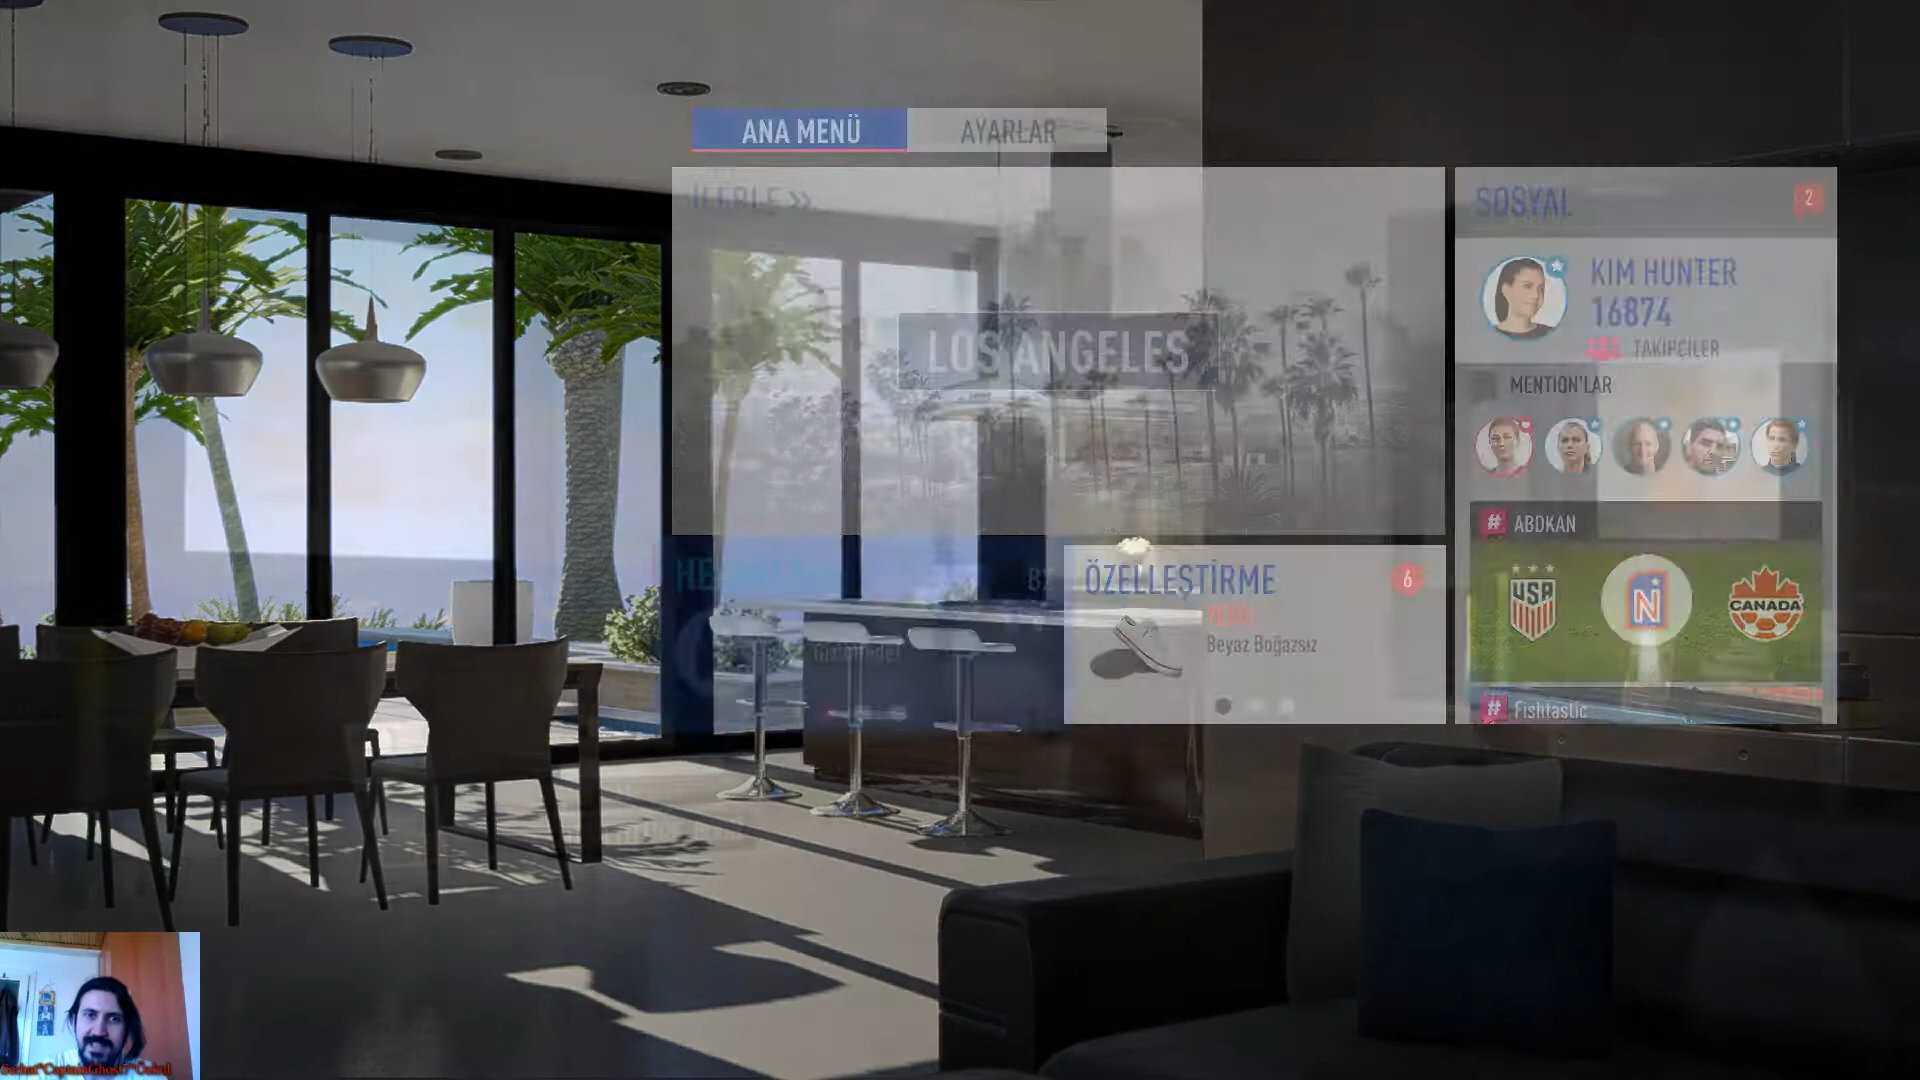 ANA MENÜ
AYARLAR
İLERLE >>
LOS ANGELES
SOSYAL
2
KIM HUNTER
16874
TAKİPÇİLER
MENTION'LAR
# ABDKAN
USA
N
CANADA
# Fishtastic
ÖZELLEŞTİRME
6
YENİ
Beyaz Boğazsız